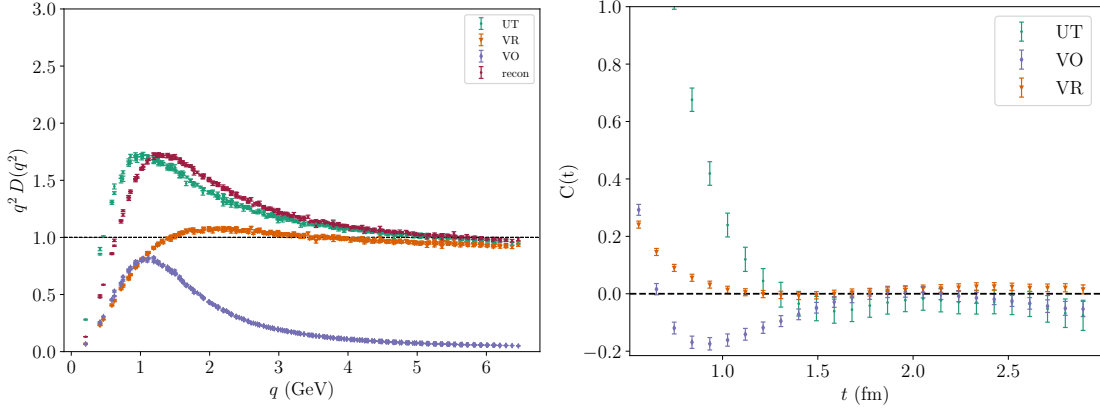 3.0
2.5
2.0
1.5
1.0
0.5
0.0
q² D(q²)
0 1 2 3 4 5 6
q (GeV)
UT
VR
VO
recon
1.0
0.8
0.6
0.4
0.2
0.0
−0.2
C(t)
1.0 1.5 2.0 2.5
t (fm)
UT
VO
VR